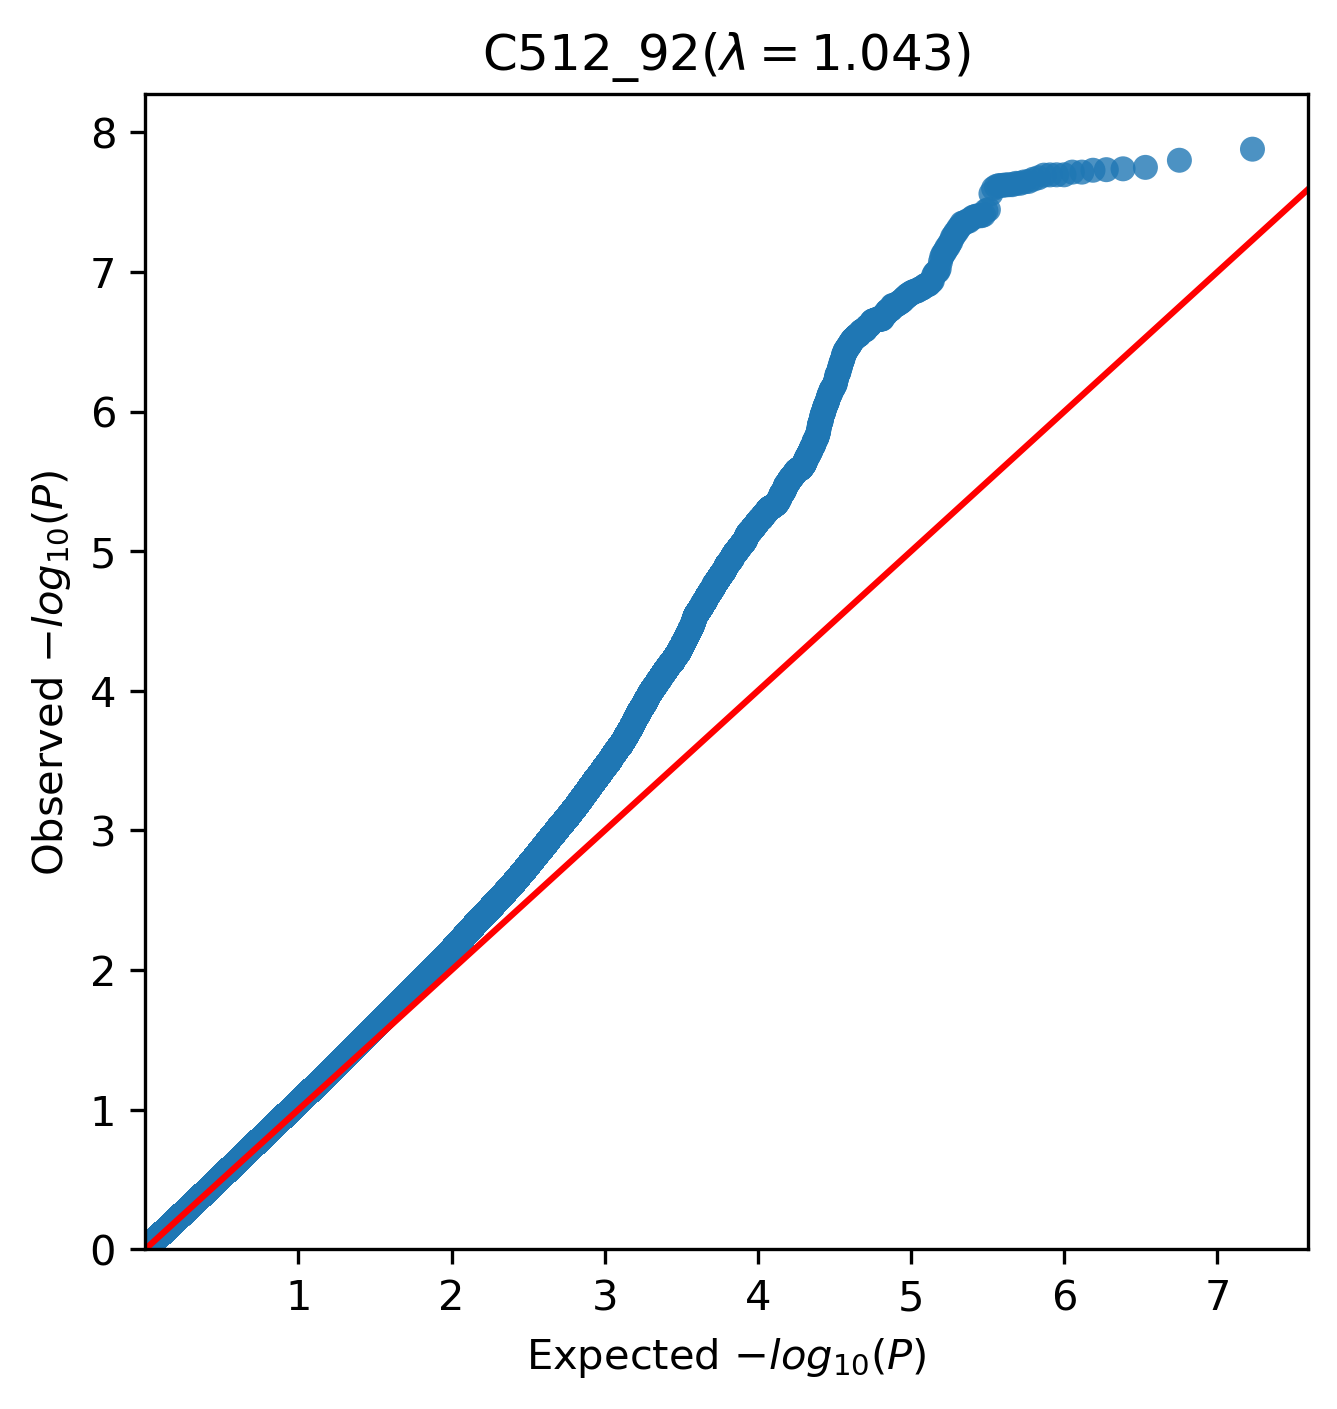 C512_92(λ = 1.043)
8
7
6
5
4
3
2
1
0
Observed −log₁₀(P)
1 2 3 4 5 6 7
Expected −log₁₀(P)